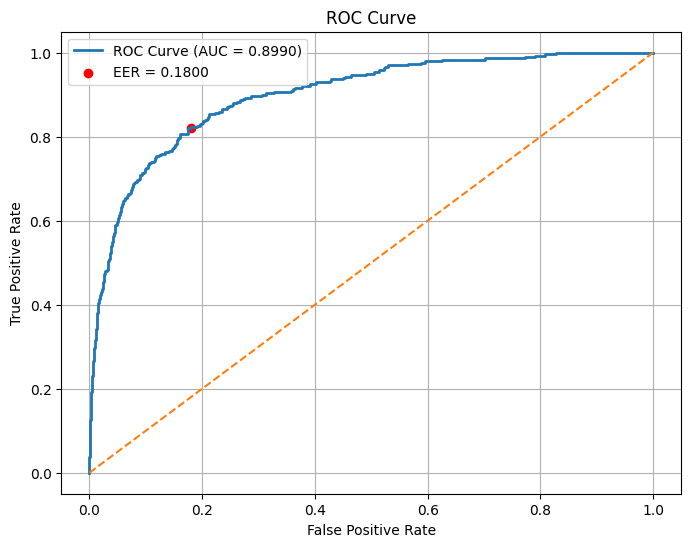 ROC Curve
ROC Curve (AUC = 0.8990)
EER = 0.1800
True Positive Rate
1.0
0.8
0.6
0.4
0.2
0.0
0.0 0.2 0.4 0.6 0.8 1.0
False Positive Rate